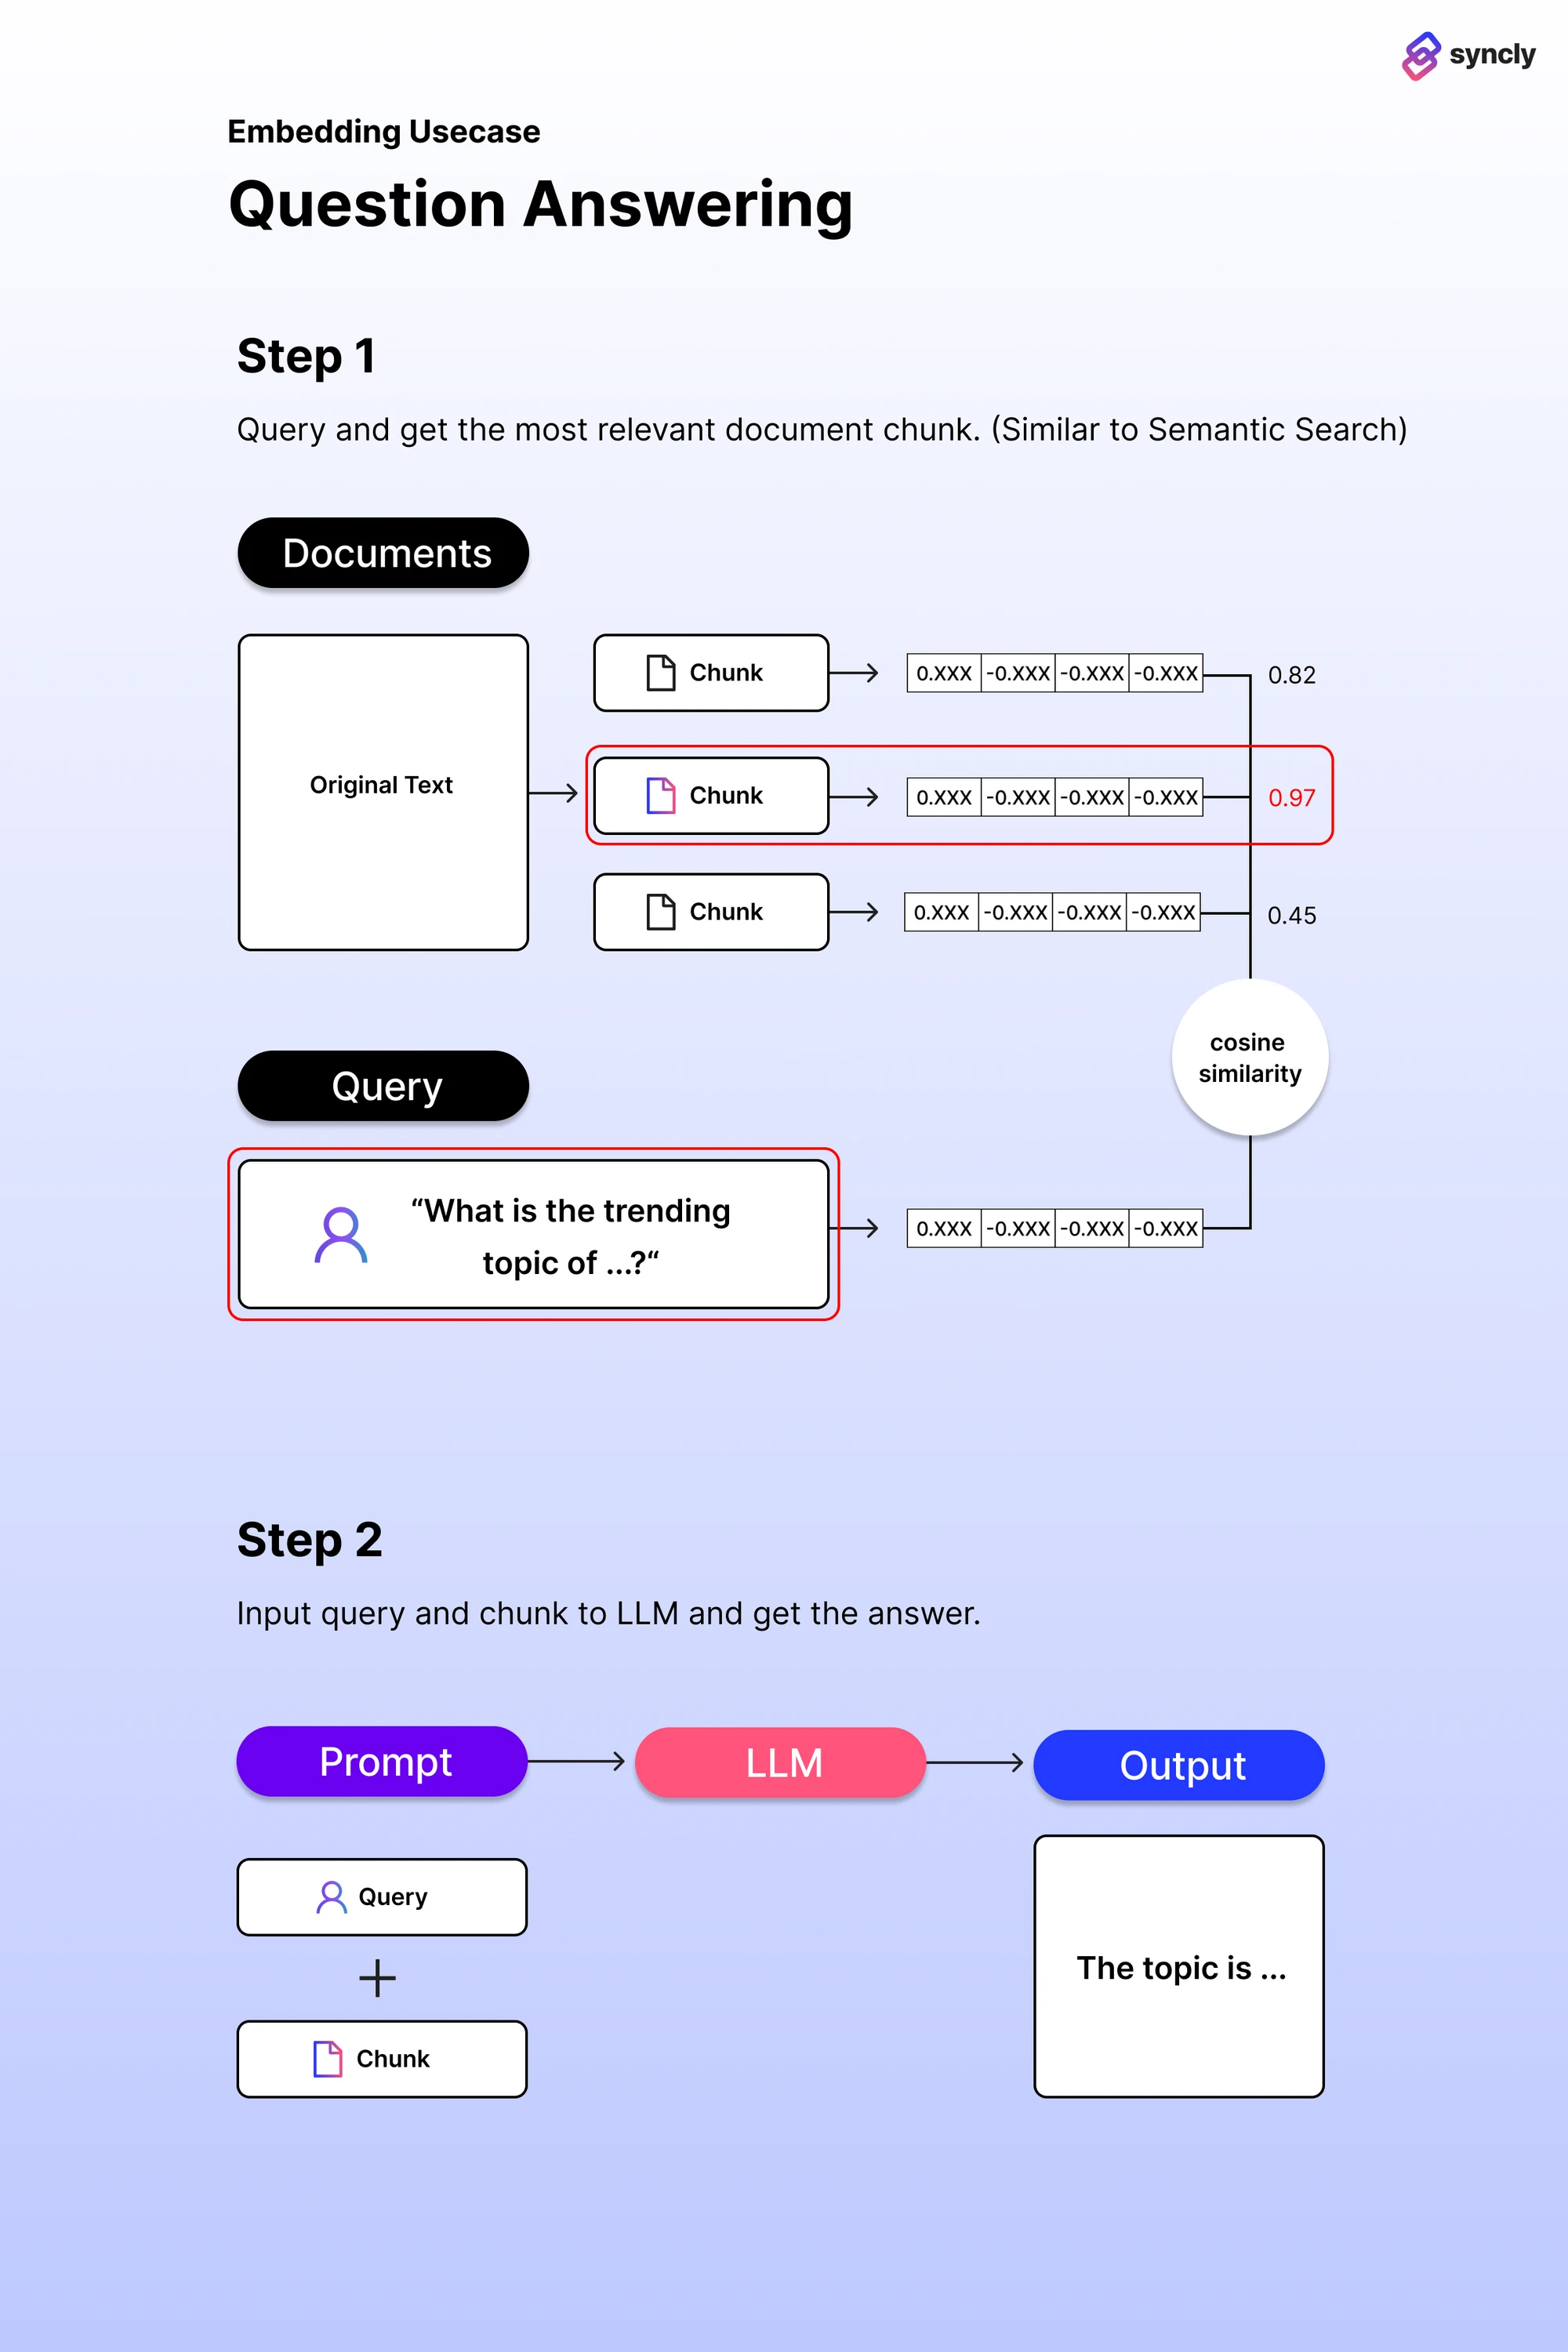 syncly
Embedding Usecase
Question Answering
Step 1
Query and get the most relevant document chunk. (Similar to Semantic Search)
Documents
Original Text
Chunk
0.XXX -0.XXX -0.XXX -0.XXX
0.82
Chunk
0.XXX -0.XXX -0.XXX -0.XXX
0.97
Chunk
0.XXX -0.XXX -0.XXX -0.XXX
0.45
cosine
similarity
Query
“What is the trending
topic of ...?“
0.XXX -0.XXX -0.XXX -0.XXX
Step 2
Input query and chunk to LLM and get the answer.
Prompt
LLM
Output
Query
+
Chunk
The topic is ...